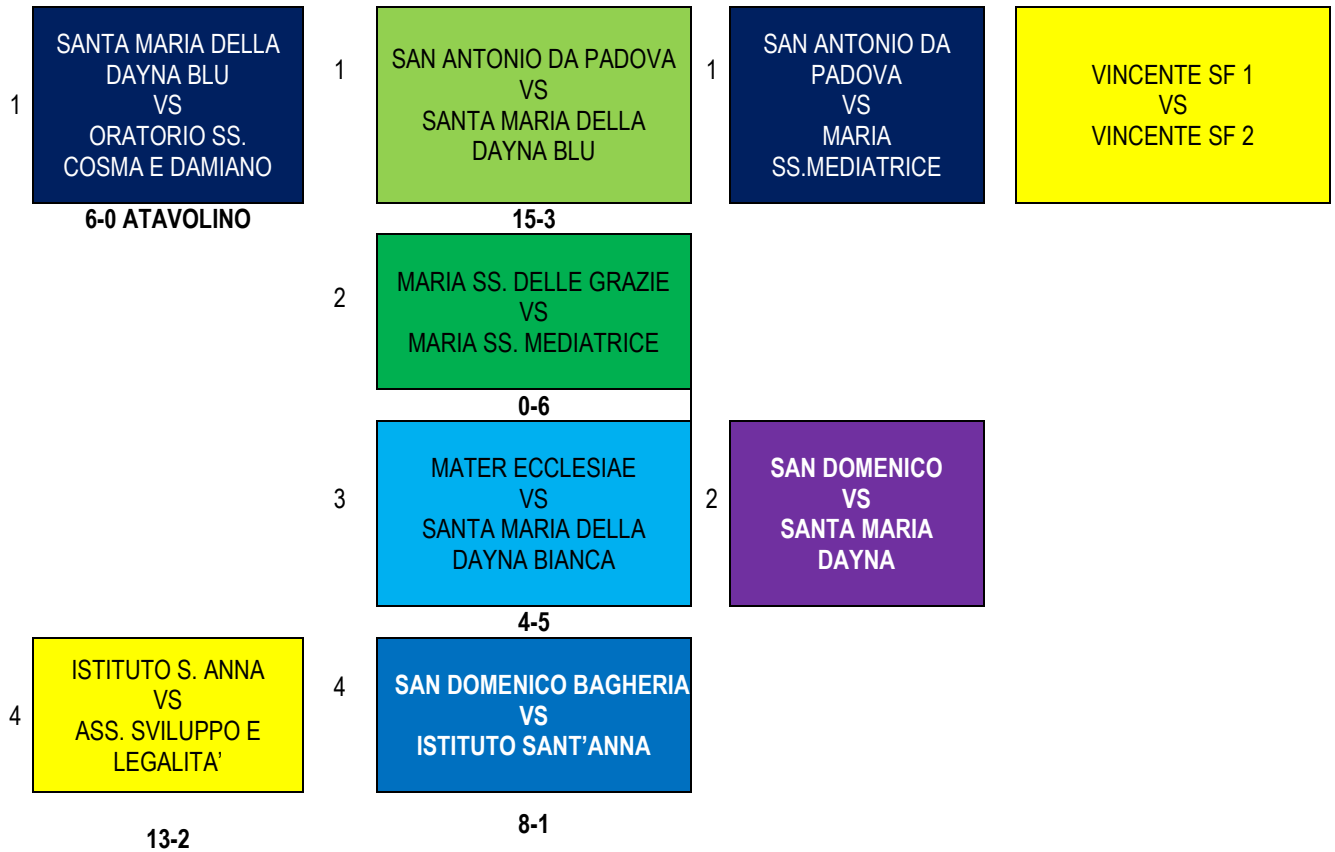 1
SANTA MARIA DELLA
DAYNA BLU
VS
ORATORIO SS.
COSMA E DAMIANO
6-0 ATAVOLINO
1
SAN ANTONIO DA PADOVA
VS
SANTA MARIA DELLA
DAYNA BLU
15-3
1
SAN ANTONIO DA
PADOVA
VS
MARIA
SS.MEDIATRICE
VINCENTE SF 1
VS
VINCENTE SF 2
2
MARIA SS. DELLE GRAZIE
VS
MARIA SS. MEDIATRICE
0-6
3
MATER ECCLESIAE
VS
SANTA MARIA DELLA
DAYNA BIANCA
4-5
2
SAN DOMENICO
VS
SANTA MARIA
DAYNA
4
ISTITUTO S. ANNA
VS
ASS. SVILUPPO E
LEGALITA’
13-2
4
SAN DOMENICO BAGHERIA
VS
ISTITUTO SANT’ANNA
8-1